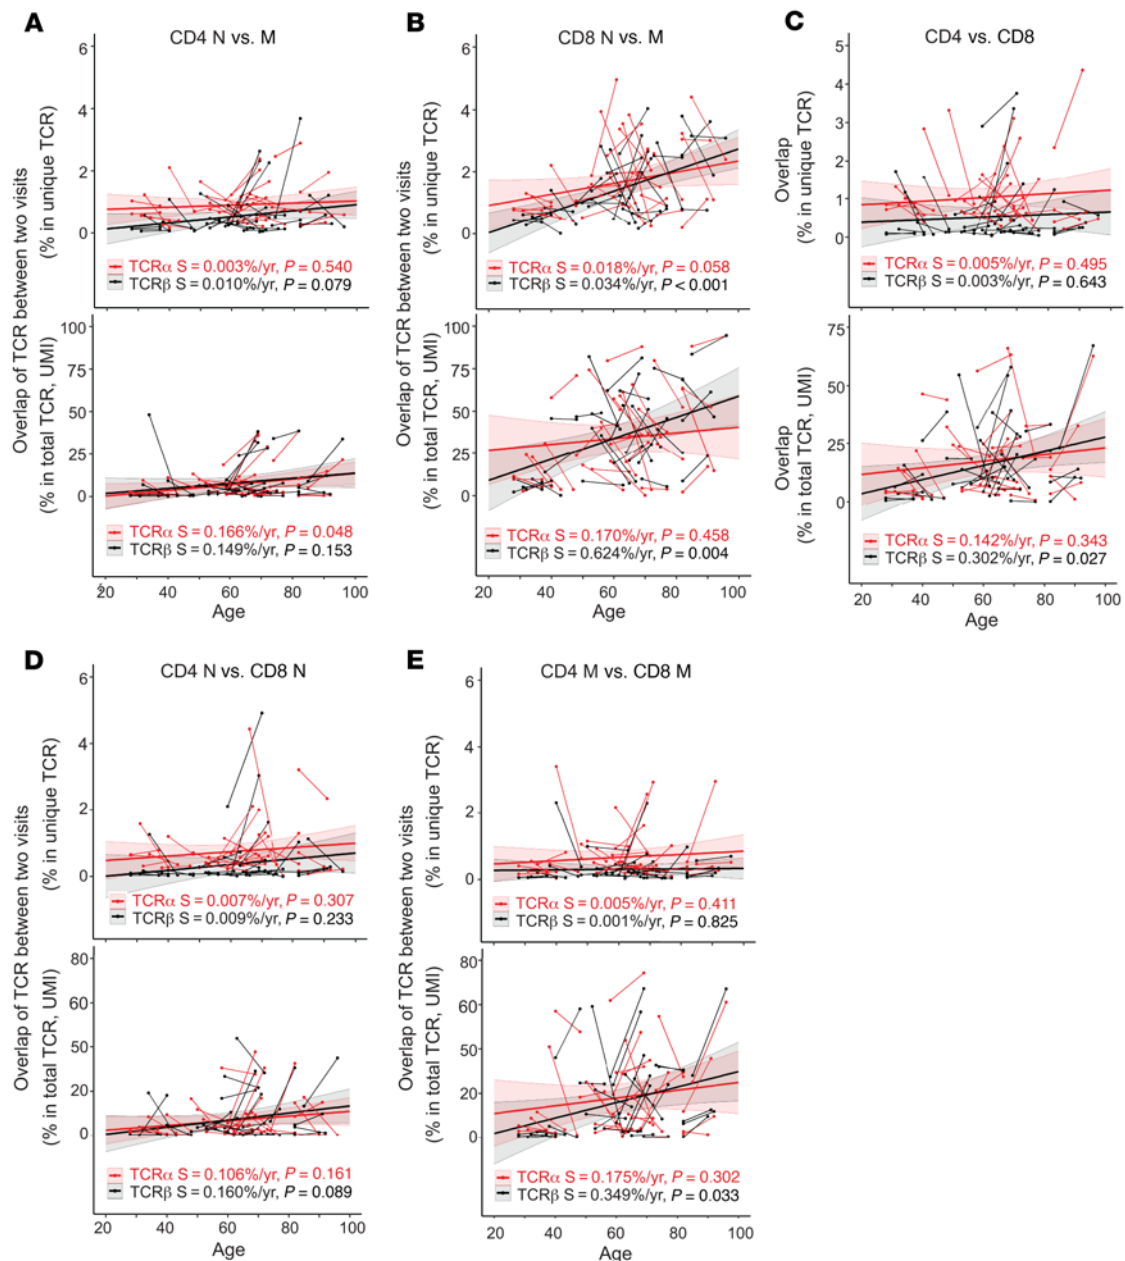 A
CD4 N vs. M
Overlap of TCR between two visits
(% in unique TCR)
6
4
2
0
TCRα S = 0.003%/yr, P = 0.540
TCRβ S = 0.010%/yr, P = 0.079
(% in total TCR, UMI)
100
75
50
25
0
TCRα S = 0.166%/yr, P = 0.048
TCRβ S = 0.149%/yr, P = 0.153
20 40 60 80 100
Age
B
CD8 N vs. M
Overlap of TCR between two visits
(% in unique TCR)
6
4
2
0
TCRα S = 0.018%/yr, P = 0.058
TCRβ S = 0.034%/yr, P < 0.001
(% in total TCR, UMI)
100
75
50
25
0
TCRα S = 0.170%/yr, P = 0.458
TCRβ S = 0.624%/yr, P = 0.004
20 40 60 80 100
Age
C
CD4 vs. CD8
Overlap
(% in unique TCR)
5
4
3
2
1
0
TCRα S = 0.005%/yr, P = 0.495
TCRβ S = 0.003%/yr, P = 0.643
Overlap
(% in total TCR, UMI)
75
50
25
0
TCRα S = 0.142%/yr, P = 0.343
TCRβ S = 0.302%/yr, P = 0.027
20 40 60 80 100
Age
D
CD4 N vs. CD8 N
Overlap of TCR between two visits
(% in unique TCR)
6
4
2
0
TCRα S = 0.007%/yr, P = 0.307
TCRβ S = 0.009%/yr, P = 0.233
(% in total TCR, UMI)
80
60
50
20
0
TCRα S = 0.106%/yr, P = 0.161
TCRβ S = 0.160%/yr, P = 0.089
20 40 60 80 100
Age
E
CD4 M vs. CD8 M
Overlap of TCR between two visits
(% in unique TCR)
6
4
2
0
TCRα S = 0.005%/yr, P = 0.411
TCRβ S = 0.001%/yr, P = 0.825
(% in total TCR, UMI)
80
60
50
20
0
TCRα S = 0.175%/yr, P = 0.302
TCRβ S = 0.349%/yr, P = 0.033
20 40 60 80 100
Age